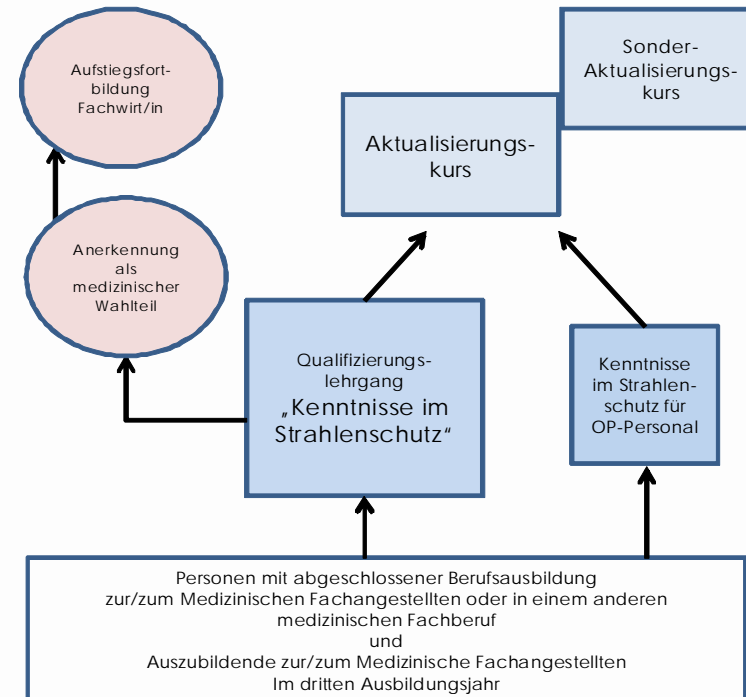 Aufstiegsfort-
bildung
Fachwirt/in
Sonder-
Aktualisierungs-
kurs
Aktualisierungs-
kurs
Anerkennung
als
medizinischer
Wahlteil
Qualifizierungs-
lehrgang
„Kenntnisse im
Strahlenschutz“
Kenntnisse
im Strahlen-
schutz für
OP-Personal
Personen mit abgeschlossener Berufsausbildung
zur/zum Medizinischen Fachangestellten oder in einem anderen
medizinischen Fachberuf
und
Auszubildende zur/zum Medizinische Fachangestellten
Im dritten Ausbildungsjahr